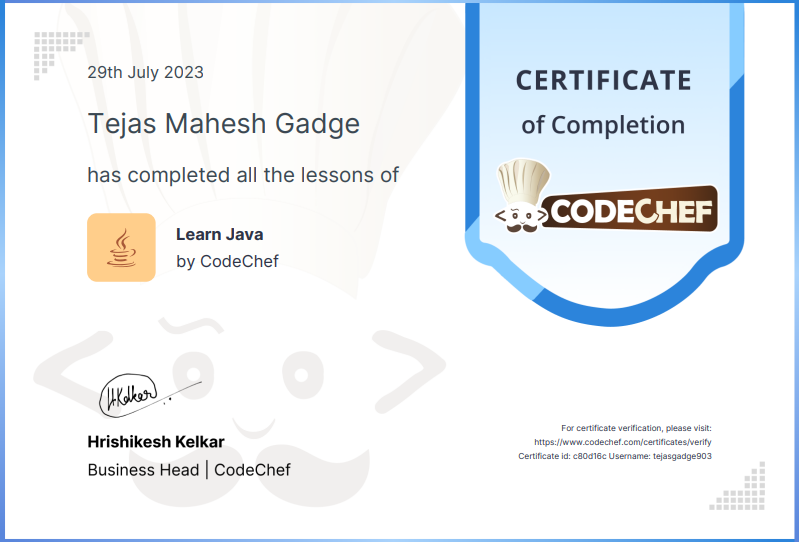 29th July 2023
Tejas Mahesh Gadge
has completed all the lessons of
Learn Java
by CodeChef
CERTIFICATE
of Completion
CODECHEF
H.Kelkar
Hrishikesh Kelkar
Business Head | CodeChef
For certificate verification, please visit:
https://www.codechef.com/certificates/verify
Certificate id: c80d16c Username: tejasgadge903